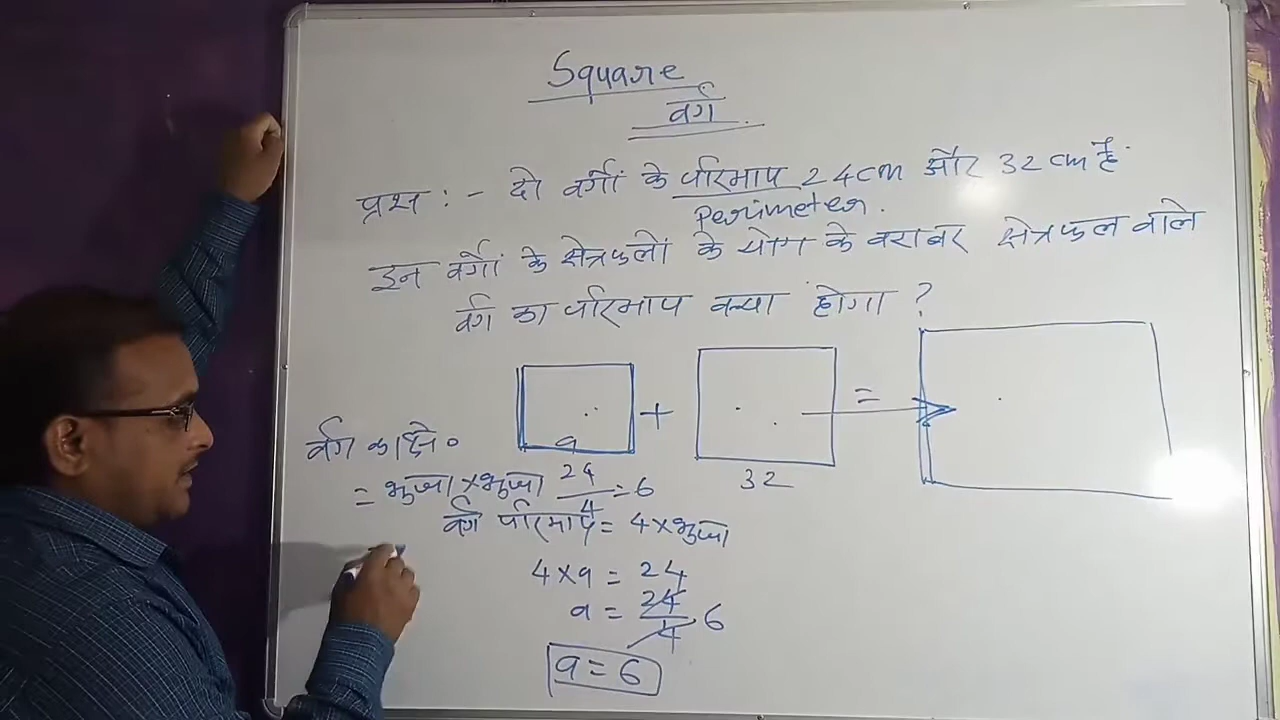 Square
वर्ग
प्रश्न :- दो वर्गों के परिमाप 24cm और 32cm है
Perimeter.
इन वर्गों के क्षेत्रफलो के योग के बराबर क्षेत्रफल वाले
वर्ग का परिमाप क्या होगा ?
+ =
a
24
32
वर्ग का क्षे०
= भुजा × भुजा 24/4 = 6
वर्ग परिमाप = 4×भुजा
4×a = 24
a = 24/4 6
a = 6